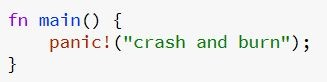 fn main() {
    panic!("crash and burn");
}